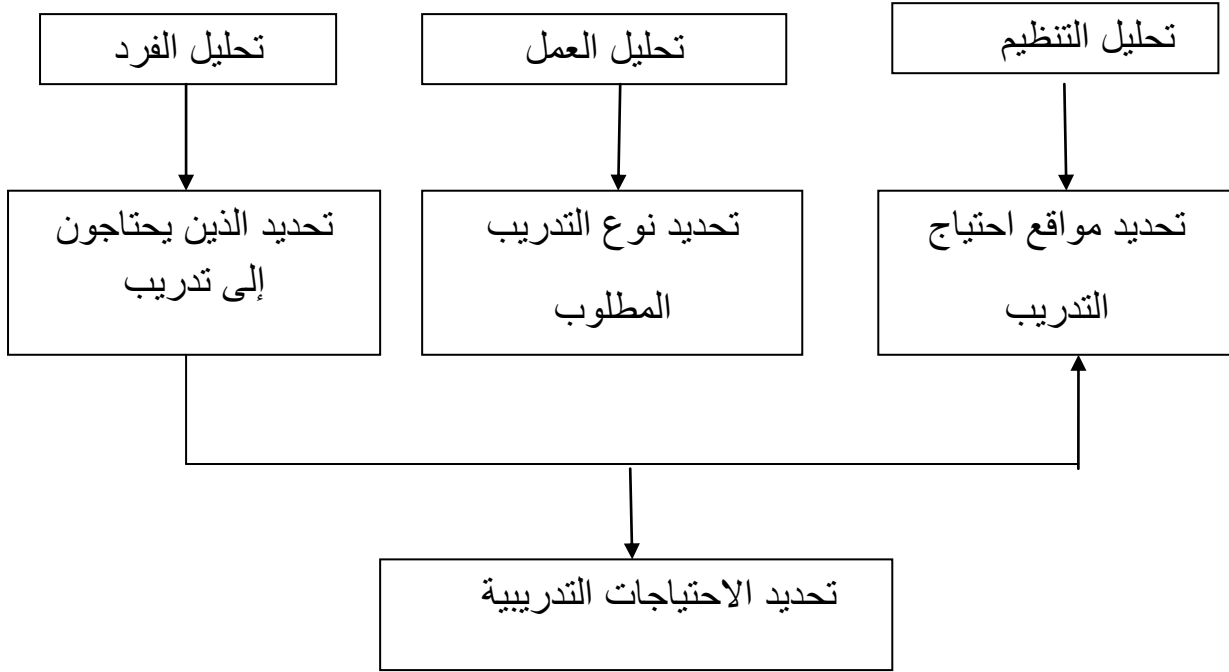 تحليل التنظيم
تحليل العمل
تحليل الفرد
تحديد مواقع احتياج
التدريب
تحديد نوع التدريب
المطلوب
تحديد الذين يحتاجون
إلى تدريب
تحديد الاحتياجات التدريبية